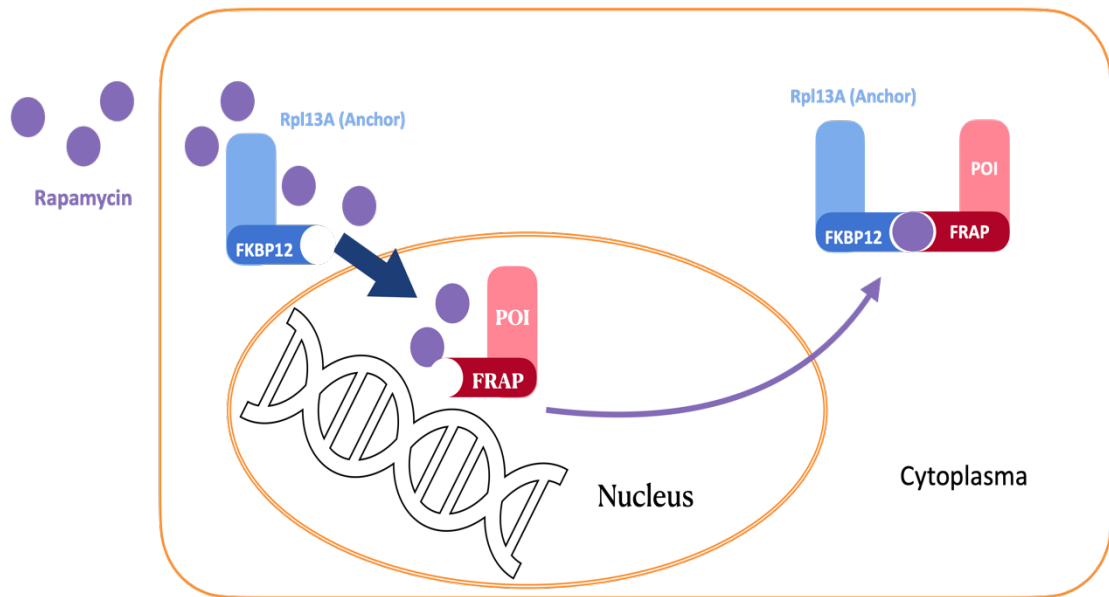 Rapamycin
Rpl13A (Anchor)
FKBP12
POI
FRAP
Nucleus
Rpl13A (Anchor)
POI
FKBP12
FRAP
Cytoplasma